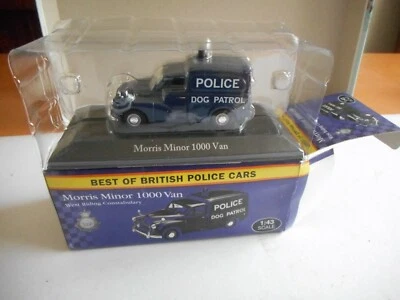 POLICE
DOG PATROL
Morris Minor 1000 Van
BEST OF BRITISH POLICE CARS
Morris Minor 1000 Van
West Riding Constabulary
POLICE
DOG PATROL
1:43
SCALE